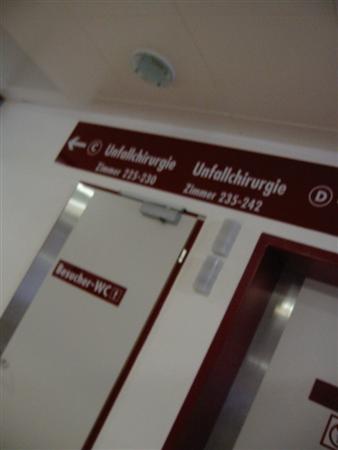 ← C Unfallchirurgie
Zimmer 225-230
Unfallchirurgie
Zimmer 235-242
D
Besucher-WC